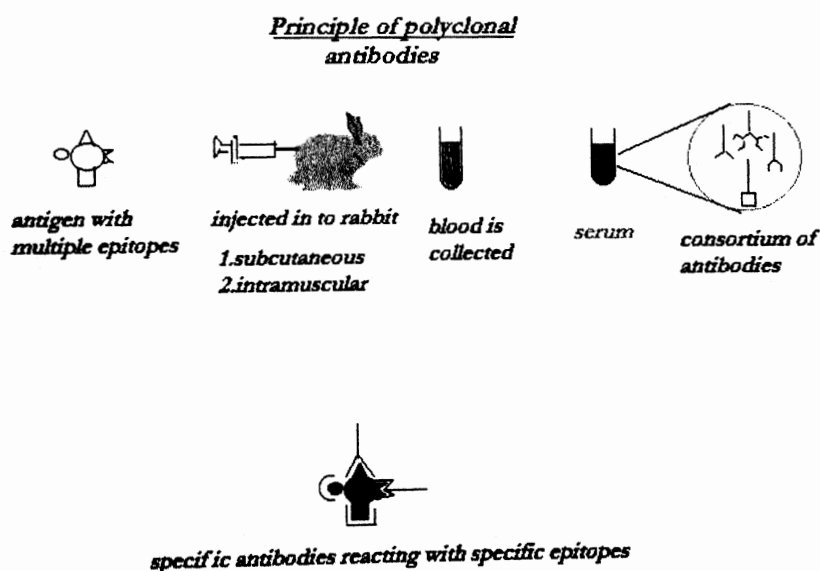 Principle of polyclonal
antibodies
antigen with
multiple epitopes
injected in to rabbit
1.subcutaneous
2.intramuscular
blood is
collected
serum
consortium of
antibodies
specific antibodies reacting with specific epitopes